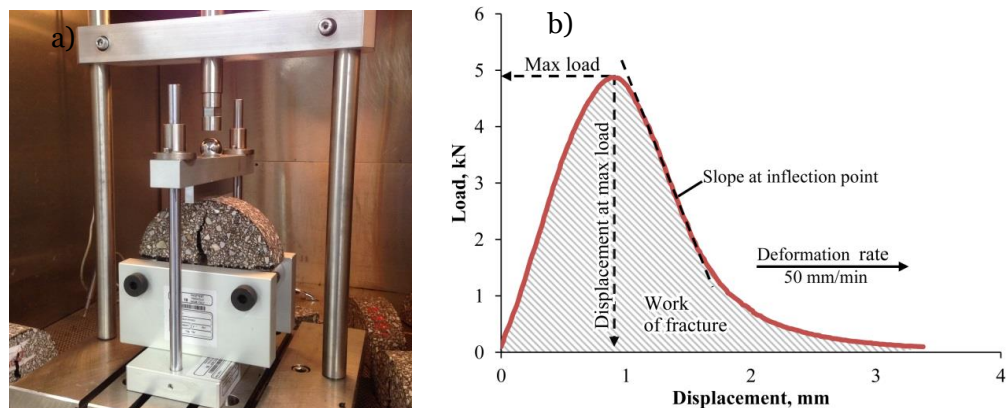 a)
b)
Load, kN
6
5
4
3
2
1
0
Max load
Displacement at max load
Slope at inflection point
Deformation rate
50 mm/min
Work
of fracture
0 1 2 3 4
Displacement, mm